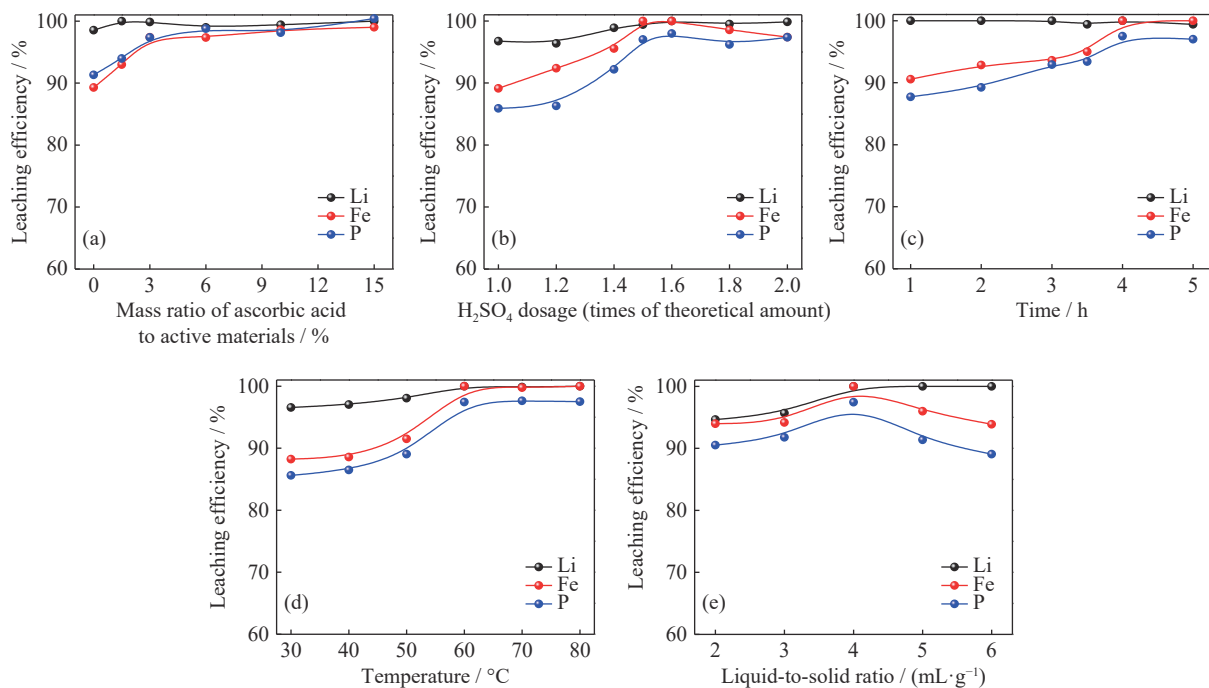 Leaching efficiency / %
100
90
80
70
60
(a)
Li
Fe
P
0 3 6 9 12 15
Mass ratio of ascorbic acid
to active materials / %
Leaching efficiency / %
100
90
80
70
60
(b)
Li
Fe
P
1.0 1.2 1.4 1.6 1.8 2.0
H₂SO₄ dosage (times of theoretical amount)
Leaching efficiency / %
100
90
80
70
60
(c)
Li
Fe
P
1 2 3 4 5
Time / h
Leaching efficiency / %
100
90
80
70
60
(d)
Li
Fe
P
30 40 50 60 70 80
Temperature / °C
Leaching efficiency / %
100
90
80
70
60
(e)
Li
Fe
P
2 3 4 5 6
Liquid-to-solid ratio / (mL·g⁻¹)